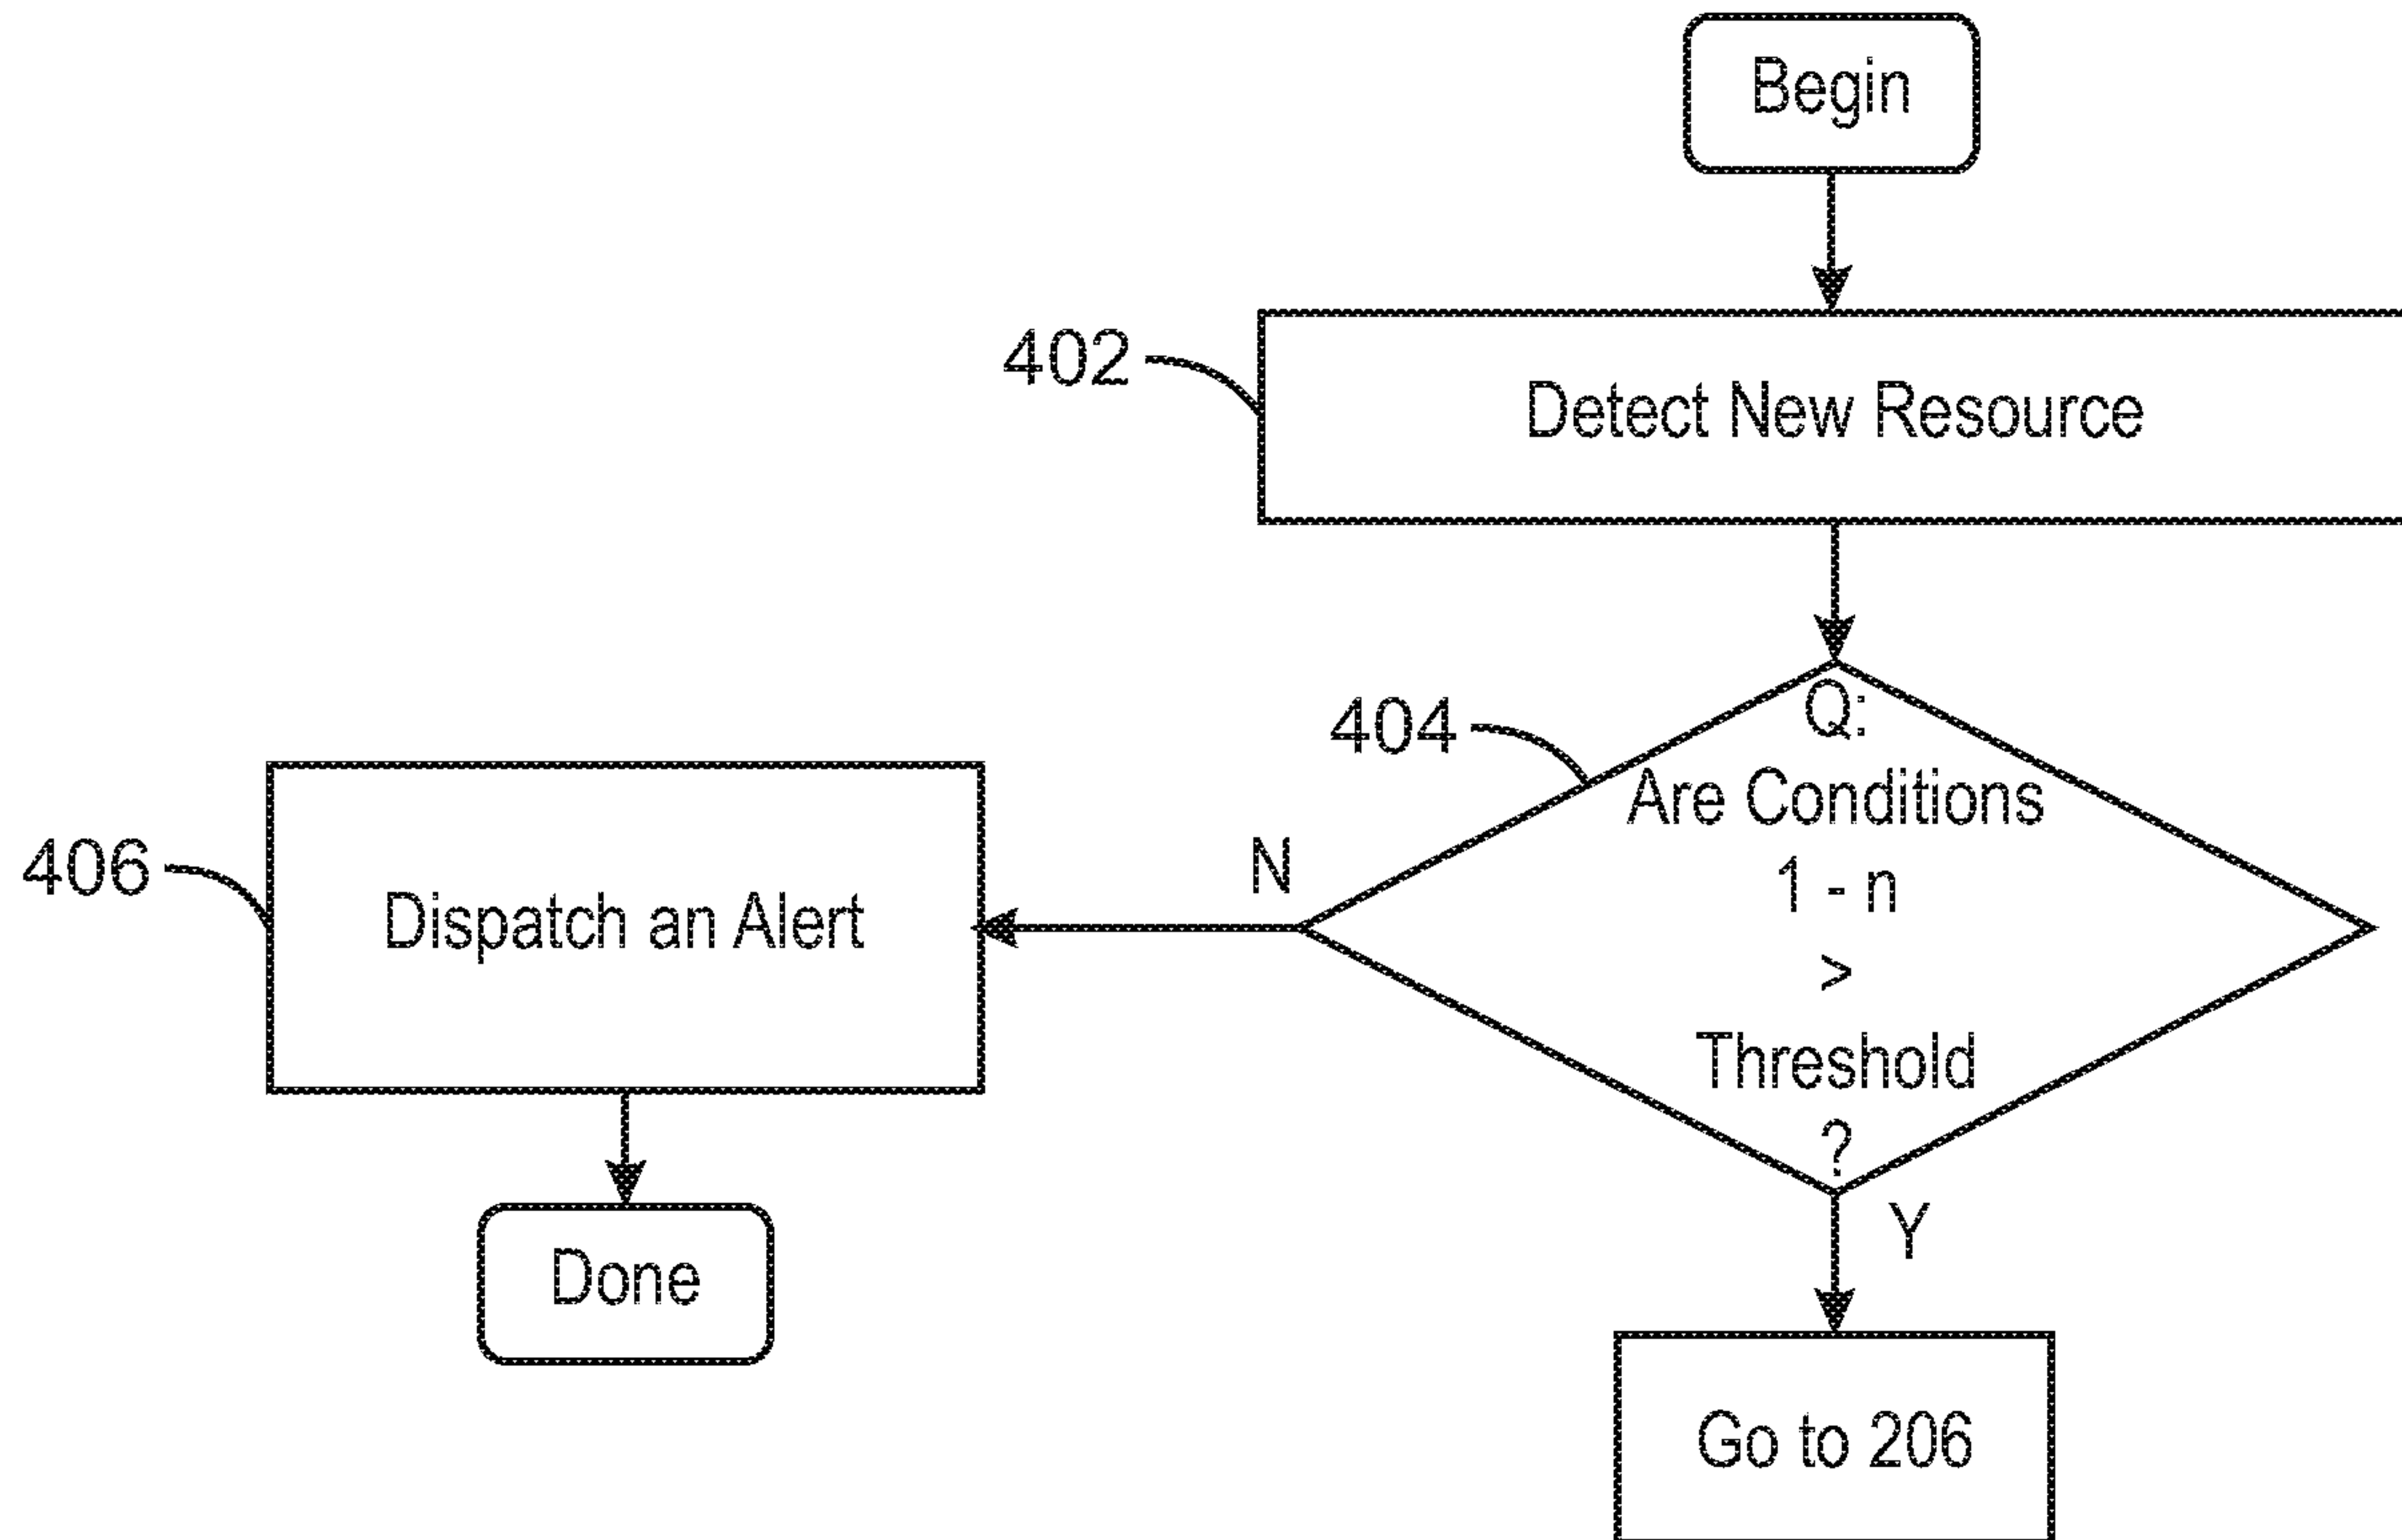 Begin
402
Detect New Resource
404
Q:
Are Conditions
1 - n
>
Threshold
?
N
Y
406
Dispatch an Alert
Done
Go to 206